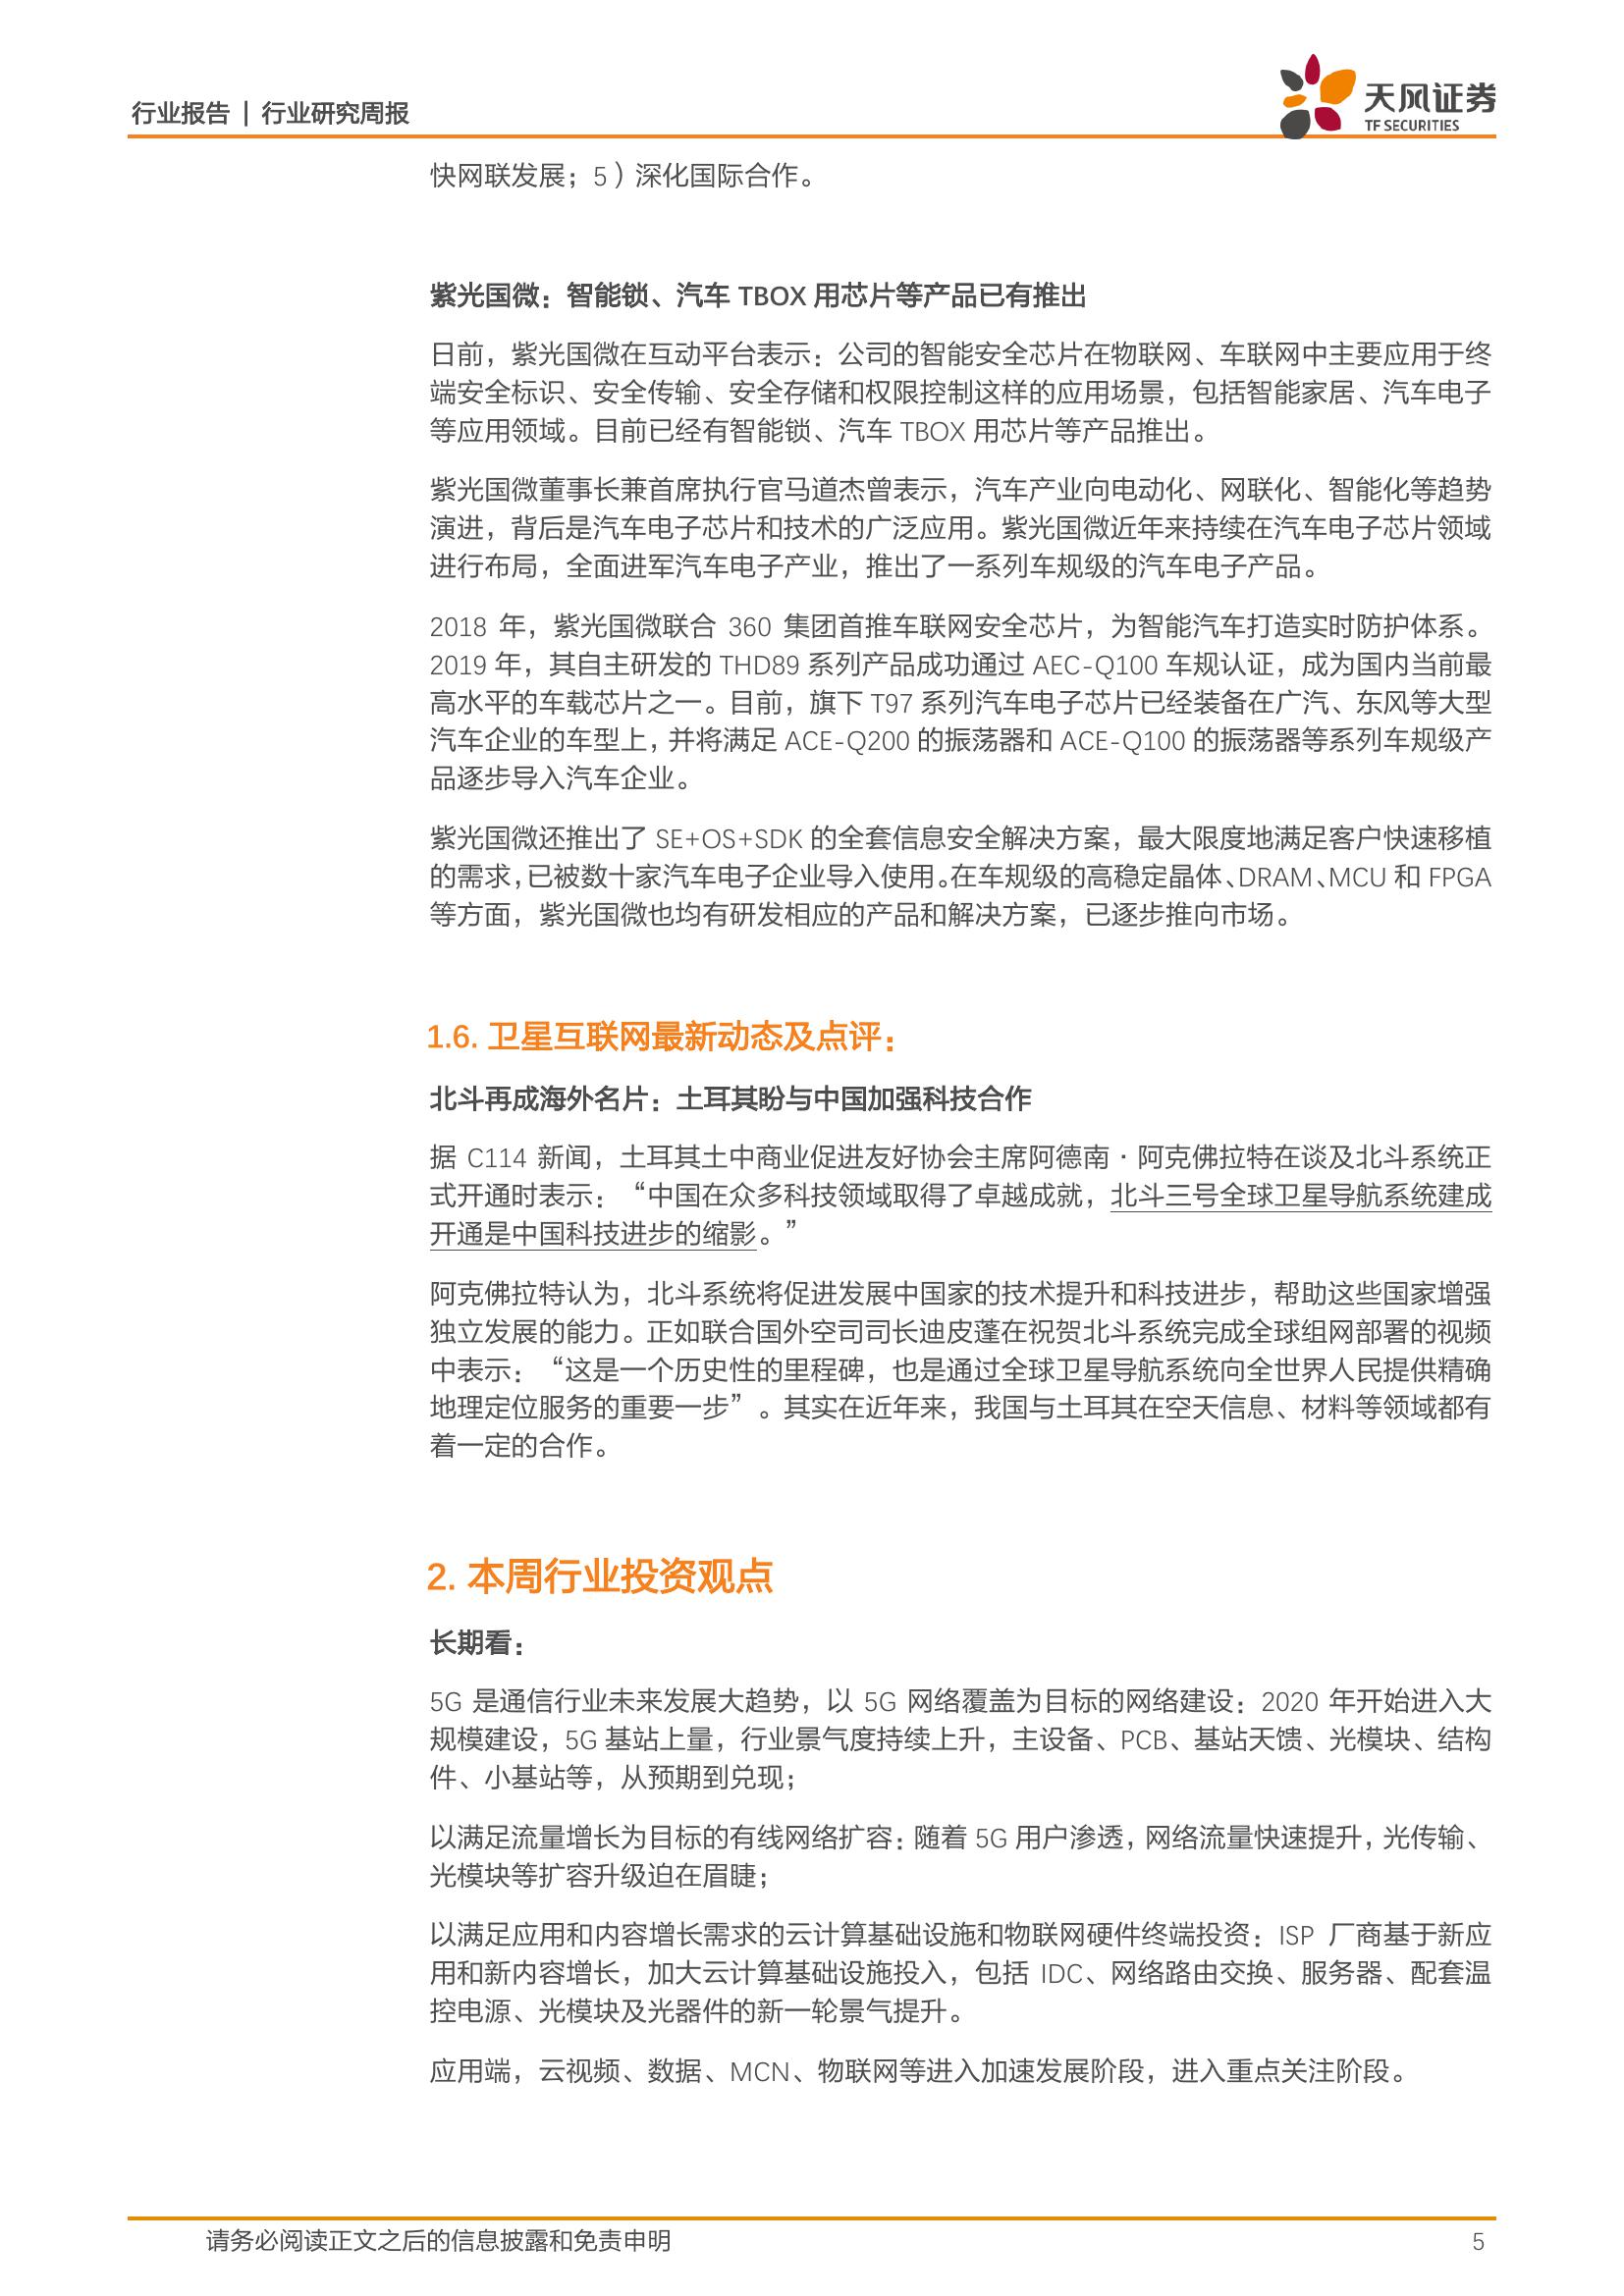 行业报告 | 行业研究周报
天风证券
TF SECURITIES
快网联发展；5）深化国际合作。
紫光国微：智能锁、汽车 TBOX 用芯片等产品已有推出
日前，紫光国微在互动平台表示：公司的智能安全芯片在物联网、车联网中主要应用于终
端安全标识、安全传输、安全存储和权限控制这样的应用场景，包括智能家居、汽车电子
等应用领域。目前已经有智能锁、汽车 TBOX 用芯片等产品推出。
紫光国微董事长兼首席执行官马道杰曾表示，汽车产业向电动化、网联化、智能化等趋势
演进，背后是汽车电子芯片和技术的广泛应用。紫光国微近年来持续在汽车电子芯片领域
进行布局，全面进军汽车电子产业，推出了一系列车规级的汽车电子产品。
2018 年，紫光国微联合 360 集团首推车联网安全芯片，为智能汽车打造实时防护体系。
2019 年，其自主研发的 THD89 系列产品成功通过 AEC-Q100 车规认证，成为国内当前最
高水平的车载芯片之一。目前，旗下 T97 系列汽车电子芯片已经装备在广汽、东风等大型
汽车企业的车型上，并将满足 ACE-Q200 的振荡器和 ACE-Q100 的振荡器等系列车规级产
品逐步导入汽车企业。
紫光国微还推出了 SE+OS+SDK 的全套信息安全解决方案，最大限度地满足客户快速移植
的需求，已被数十家汽车电子企业导入使用。在车规级的高稳定晶体、DRAM、MCU 和 FPGA
等方面，紫光国微也均有研发相应的产品和解决方案，已逐步推向市场。
1.6. 卫星互联网最新动态及点评：
北斗再成海外名片：土耳其盼与中国加强科技合作
据 C114 新闻，土耳其土中商业促进友好协会主席阿德南·阿克佛拉特在谈及北斗系统正
式开通时表示：“中国在众多科技领域取得了卓越成就，北斗三号全球卫星导航系统建成
开通是中国科技进步的缩影。”
阿克佛拉特认为，北斗系统将促进发展中国家的技术提升和科技进步，帮助这些国家增强
独立发展的能力。正如联合国外空司司长迪皮蓬在祝贺北斗系统完成全球组网部署的视频
中表示：“这是一个历史性的里程碑，也是通过全球卫星导航系统向全世界人民提供精确
地理定位服务的重要一步”。其实在近年来，我国与土耳其在空天信息、材料等领域都有
着一定的合作。
2. 本周行业投资观点
长期看：
5G 是通信行业未来发展大趋势，以 5G 网络覆盖为目标的网络建设：2020 年开始进入大
规模建设，5G 基站上量，行业景气度持续上升，主设备、PCB、基站天馈、光模块、结构
件、小基站等，从预期到兑现；
以满足流量增长为目标的有线网络扩容：随着 5G 用户渗透，网络流量快速提升，光传输、
光模块等扩容升级迫在眉睫；
以满足应用和内容增长需求的云计算基础设施和物联网硬件终端投资：ISP 厂商基于新应
用和新内容增长，加大云计算基础设施投入，包括 IDC、网络路由交换、服务器、配套温
控电源、光模块及光器件的新一轮景气提升。
应用端，云视频、数据、MCN、物联网等进入加速发展阶段，进入重点关注阶段。
请务必阅读正文之后的信息披露和免责申明
5